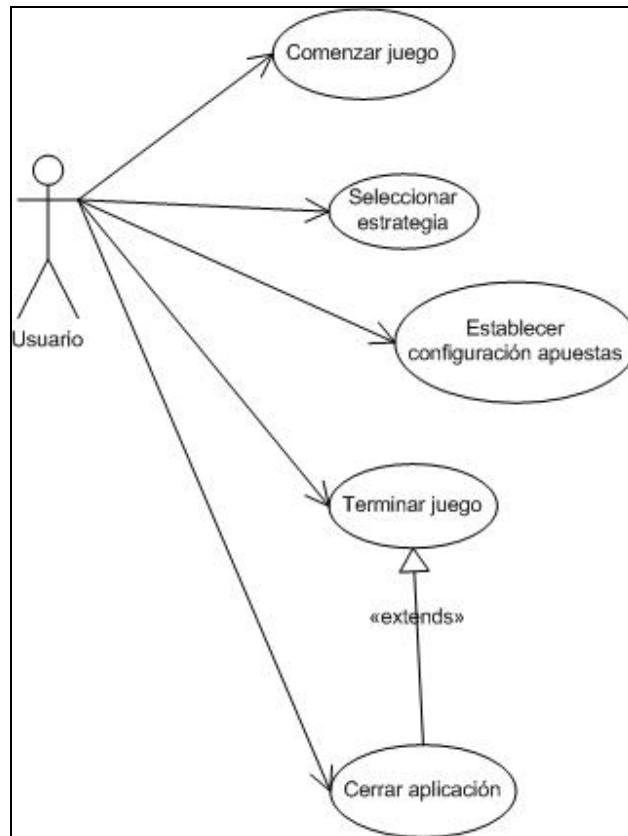 Comenzar juego
Seleccionar
estrategia
Usuario
Establecer
configuración apuestas
Terminar juego
«extends»
Cerrar aplicación